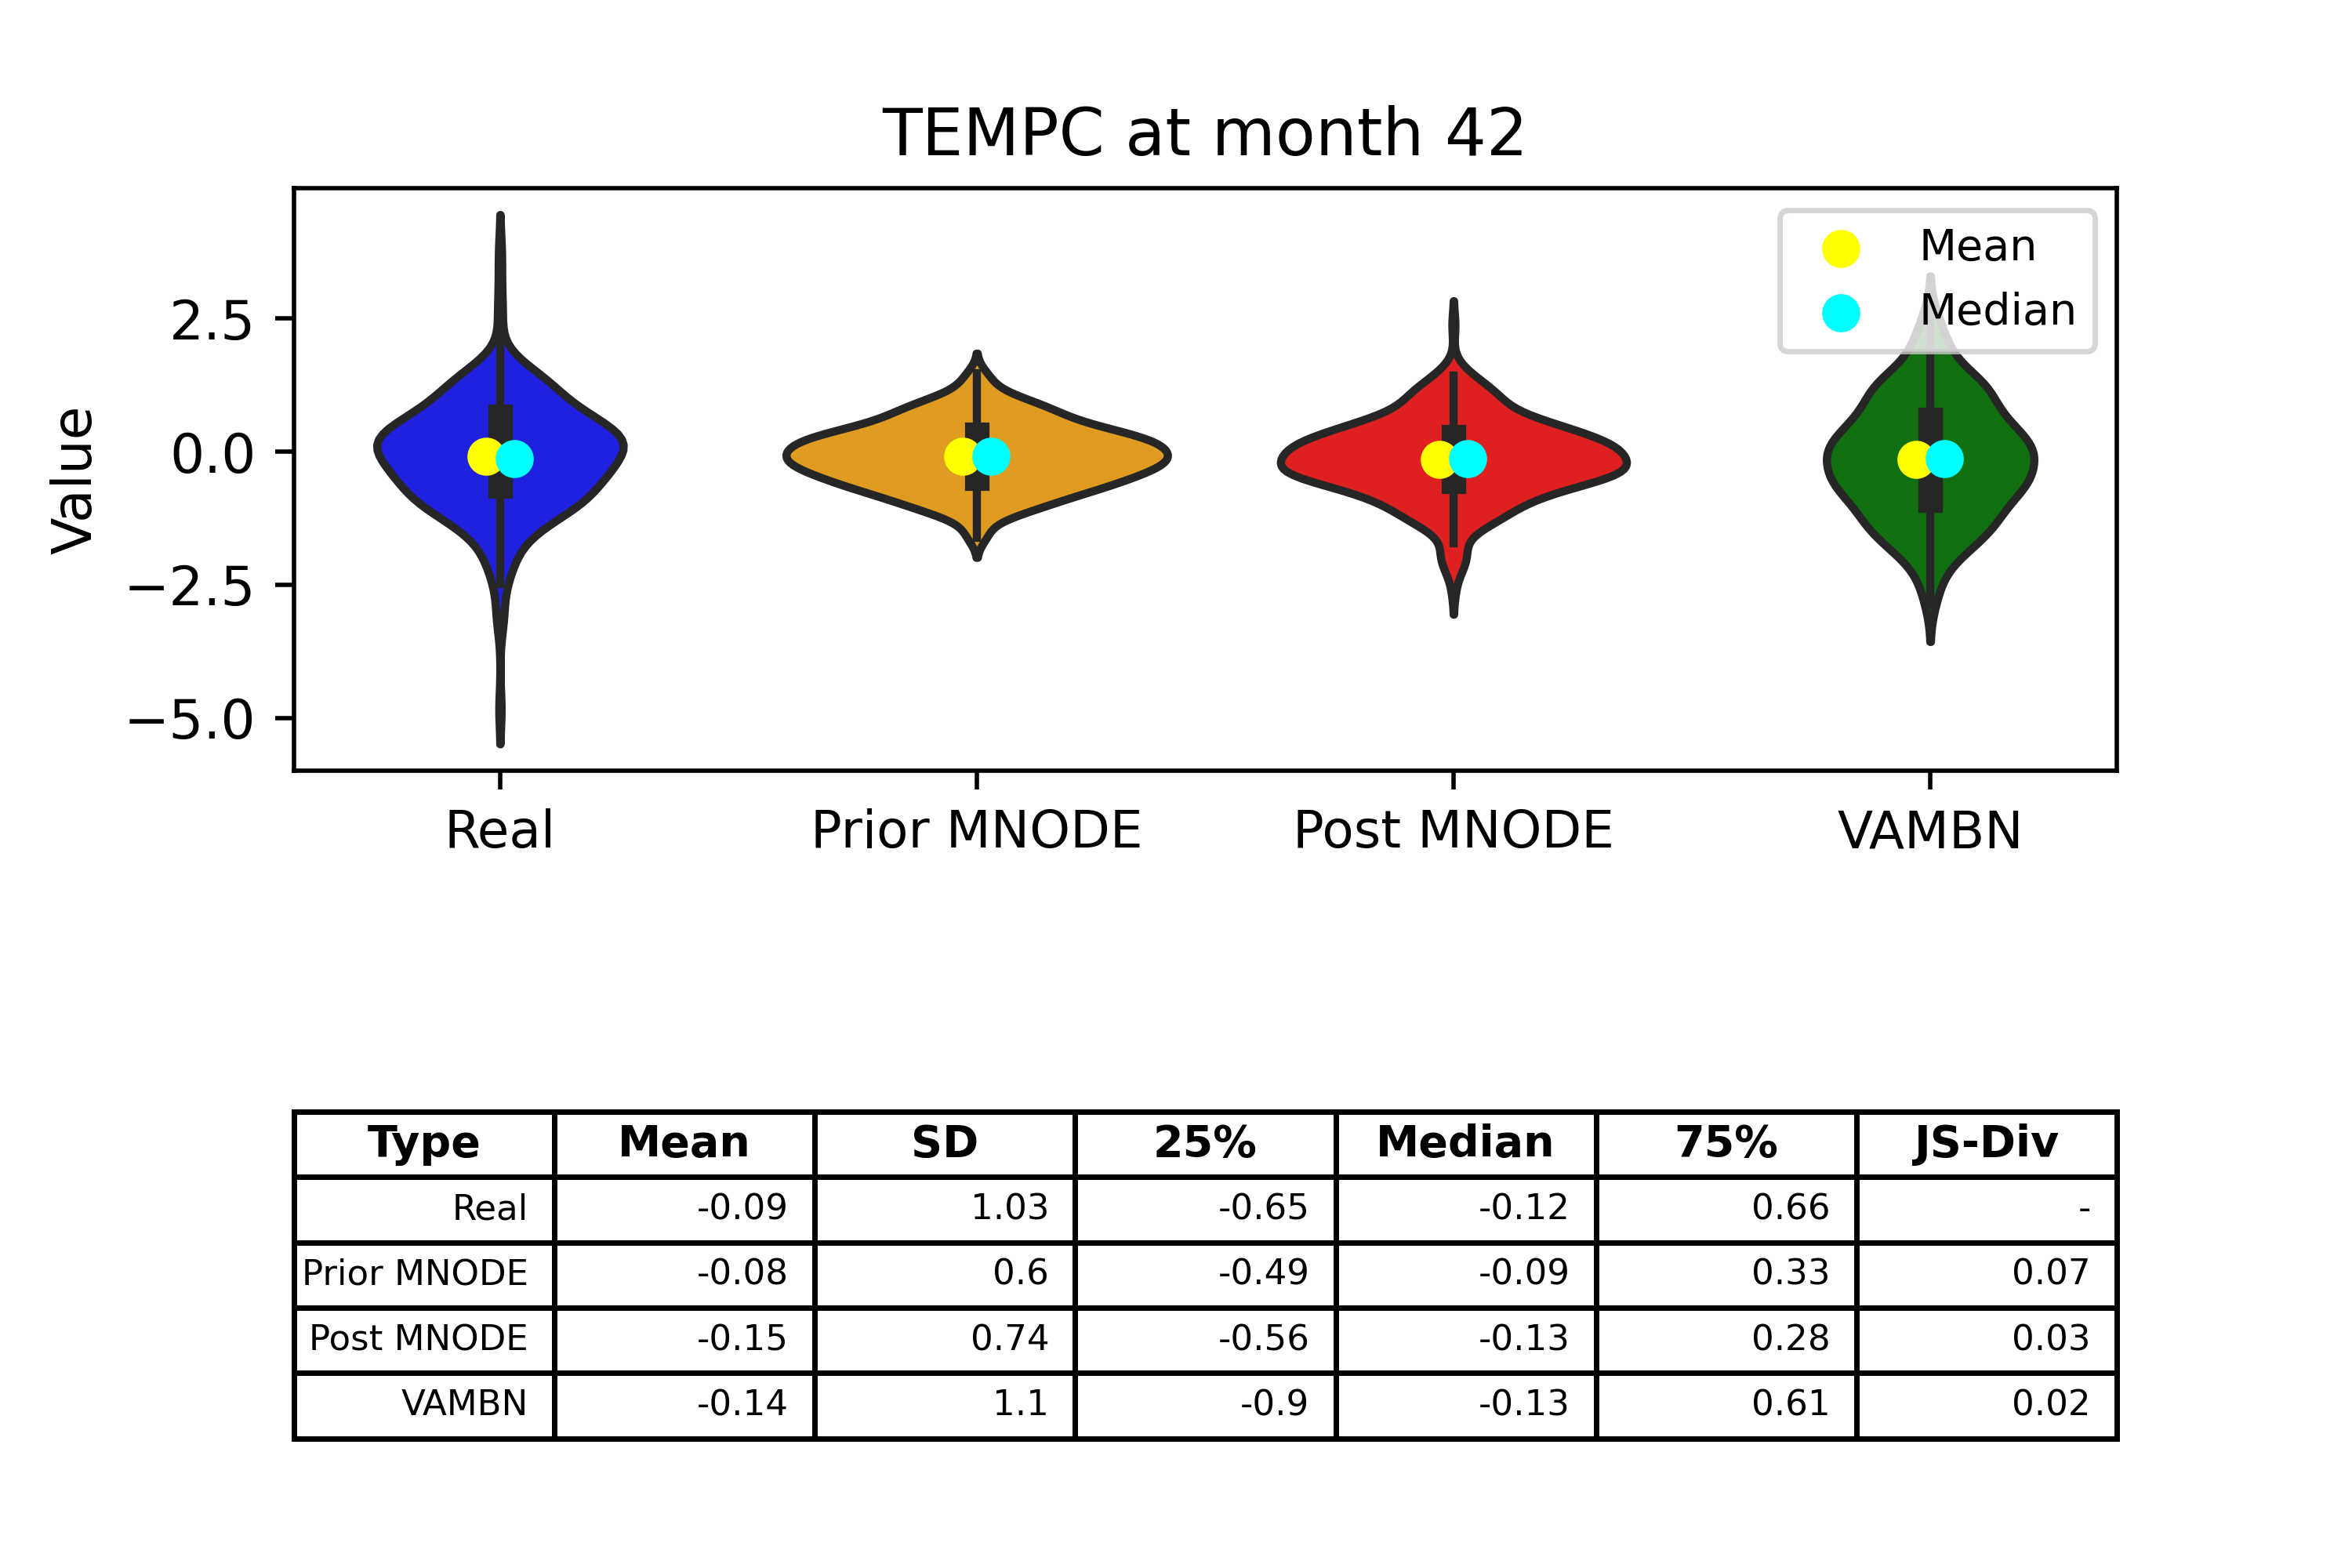 TEMPC at month 42
Value
2.5
0.0
−2.5
−5.0
Mean
Median
Real Prior MNODE Post MNODE VAMBN
Type Mean SD 25% Median 75% JS-Div
Real -0.09 1.03 -0.65 -0.12 0.66 -
Prior MNODE -0.08 0.6 -0.49 -0.09 0.33 0.07
Post MNODE -0.15 0.74 -0.56 -0.13 0.28 0.03
VAMBN -0.14 1.1 -0.9 -0.13 0.61 0.02